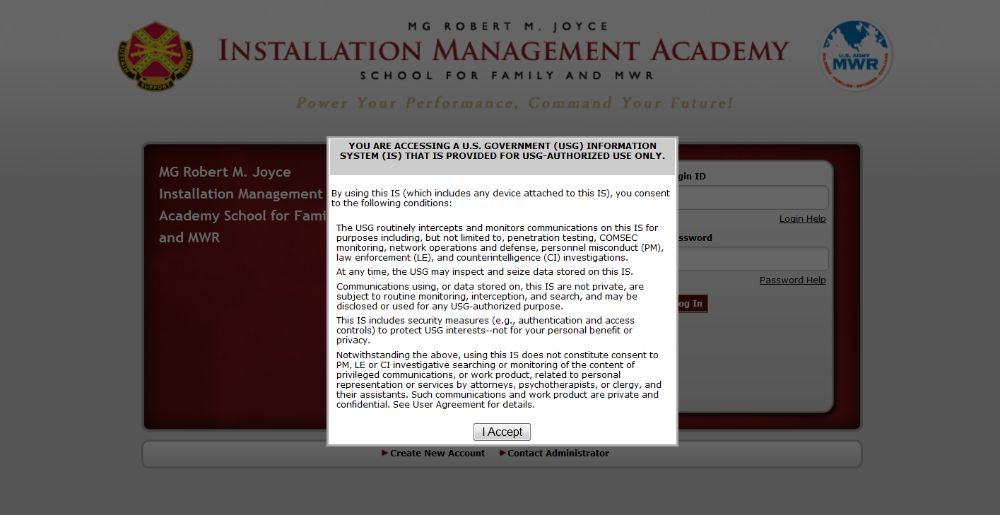 MG ROBERT M. JOYCE
INSTALLATION MANAGEMENT ACADEMY
SCHOOL FOR FAMILY AND MWR
Power Your Performance, Command Your Future!
SUSTAIN
SUPPORT
DEFEND
U.S. ARMY
MWR
YOU ARE ACCESSING A U.S. GOVERNMENT (USG) INFORMATION
SYSTEM (IS) THAT IS PROVIDED FOR USG-AUTHORIZED USE ONLY.
By using this IS (which includes any device attached to this IS), you consent
to the following conditions:
The USG routinely intercepts and monitors communications on this IS for
purposes including, but not limited to, penetration testing, COMSEC
monitoring, network operations and defense, personnel misconduct (PM),
law enforcement (LE), and counterintelligence (CI) investigations.
At any time, the USG may inspect and seize data stored on this IS.
Communications using, or data stored on, this IS are not private, are
subject to routine monitoring, interception, and search, and may be
disclosed or used for any USG-authorized purpose.
This IS includes security measures (e.g., authentication and access
controls) to protect USG interests--not for your personal benefit or
privacy.
Notwithstanding the above, using this IS does not constitute consent to
PM, LE or CI investigative searching or monitoring of the content of
privileged communications, or work product, related to personal
representation or services by attorneys, psychotherapists, or clergy, and
their assistants. Such communications and work product are private and
confidential. See User Agreement for details.
I Accept
MG Robert M. Joyce
Installation Management
Academy School for Fami
and MWR
gin ID
Login Help
ssword
Password Help
og In
Create New Account
Contact Administrator